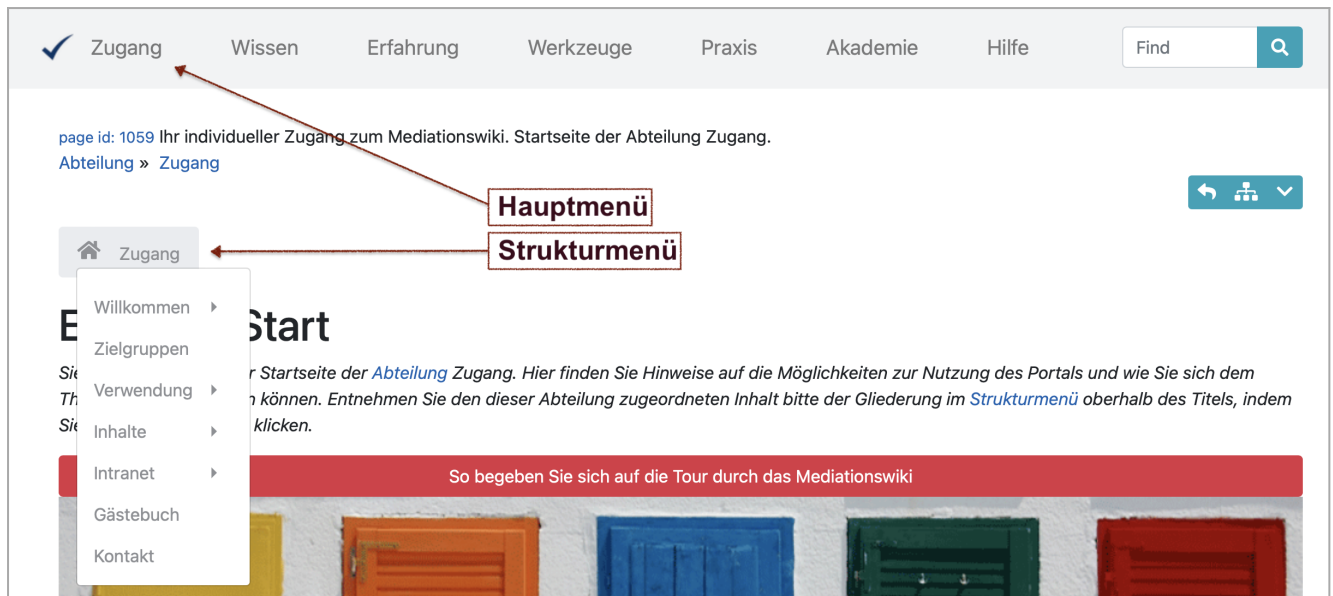 Zugang Wissen Erfahrung Werkzeuge Praxis Akademie Hilfe Find
page id: 1059 Ihr individueller Zugang zum Mediationswiki. Startseite der Abteilung Zugang.
Abteilung » Zugang
Hauptmenü
Strukturmenü
Zugang
Willkommen
Zielgruppen
Verwendung
Inhalte
Intranet
Gästebuch
Kontakt
E Start
Sie r Startseite der Abteilung Zugang. Hier finden Sie Hinweise auf die Möglichkeiten zur Nutzung des Portals und wie Sie sich dem
Th n können. Entnehmen Sie den dieser Abteilung zugeordneten Inhalt bitte der Gliederung im Strukturmenü oberhalb des Titels, indem
Sie klicken.
So begeben Sie sich auf die Tour durch das Mediationswiki